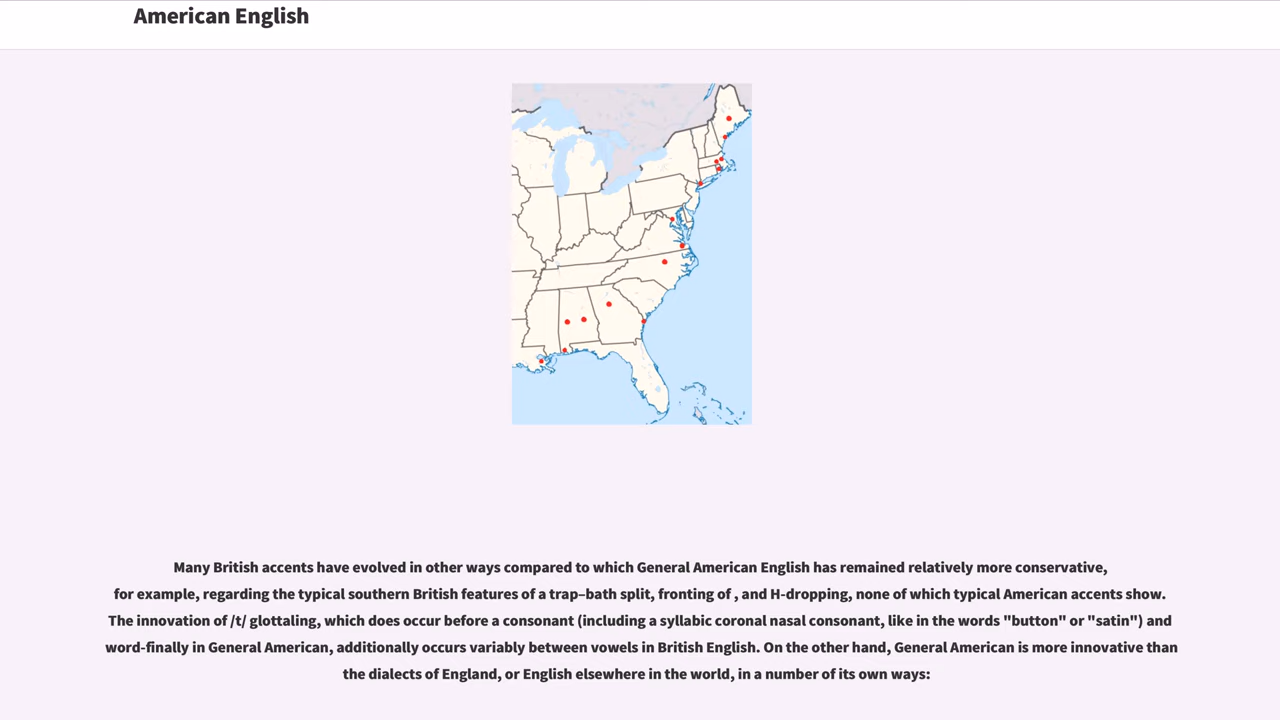 American English
Many British accents have evolved in other ways compared to which General American English has remained relatively more conservative,
for example, regarding the typical southern British features of a trap–bath split, fronting of , and H-dropping, none of which typical American accents show.
The innovation of /t/ glottaling, which does occur before a consonant (including a syllabic coronal nasal consonant, like in the words "button" or "satin") and
word-finally in General American, additionally occurs variably between vowels in British English. On the other hand, General American is more innovative than
the dialects of England, or English elsewhere in the world, in a number of its own ways: